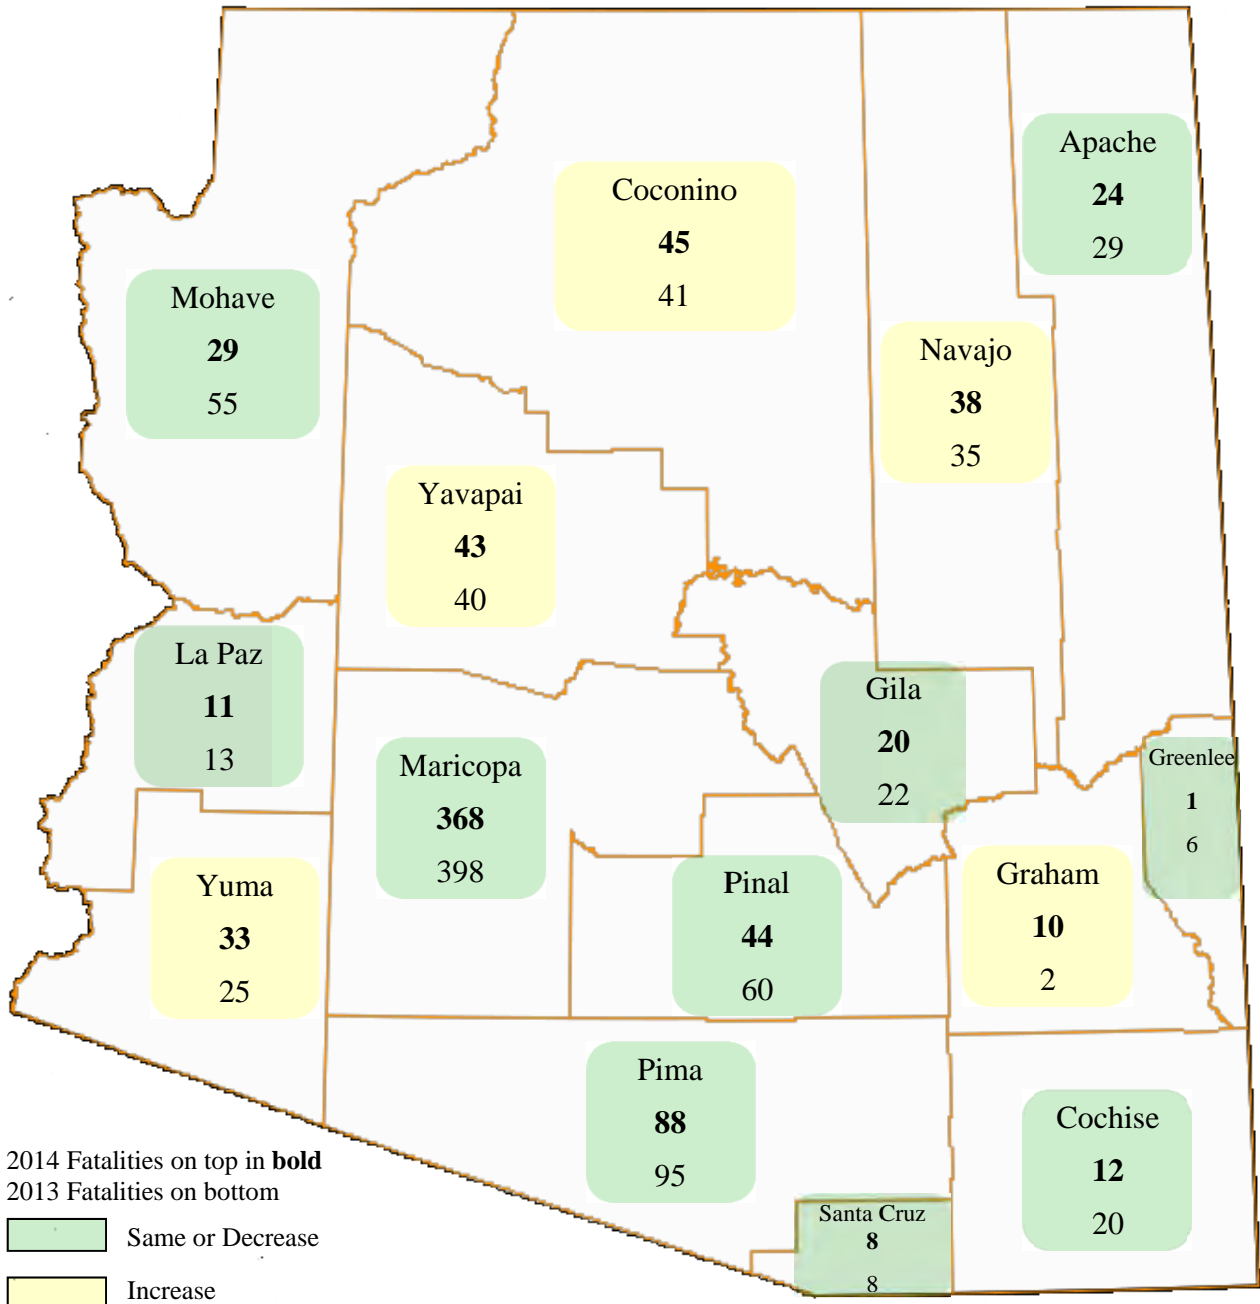 Apache
24
29
Coconino
45
41
Mohave
29
55
Navajo
38
35
Yavapai
43
40
La Paz
11
13
Gila
20
22
Greenlee
1
6
Maricopa
368
398
Yuma
33
25
Pinal
44
60
Graham
10
2
Pima
88
95
Cochise
12
20
Santa Cruz
8
8
2014 Fatalities on top in bold
2013 Fatalities on bottom
Same or Decrease
Increase